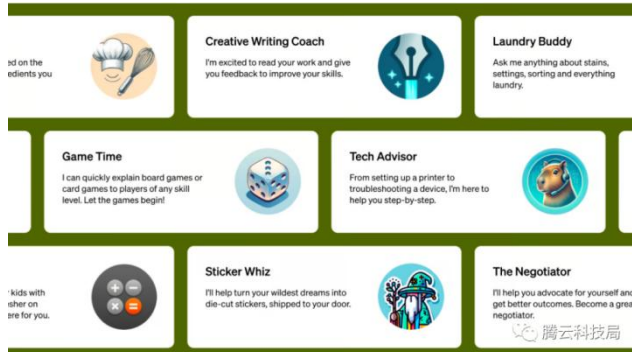 ed on the
edients you
Creative Writing Coach
I'm excited to read your work and give
you feedback to improve your skills.
Laundry Buddy
Ask me anything about stains,
settings, sorting and everything
laundry.
Game Time
I can quickly explain board games or
card games to players of any skill
level. Let the games begin!
Tech Advisor
From setting up a printer to
troubleshooting a device, I'm here to
help you step-by-step.
kids with
sher on
ere for you.
Sticker Whiz
I'll help turn your wildest dreams into
die-cut stickers, shipped to your door.
The Negotiator
I'll help you advocate for yourself and
get better outcomes. Become a grea
negotiator.
腾云科技局